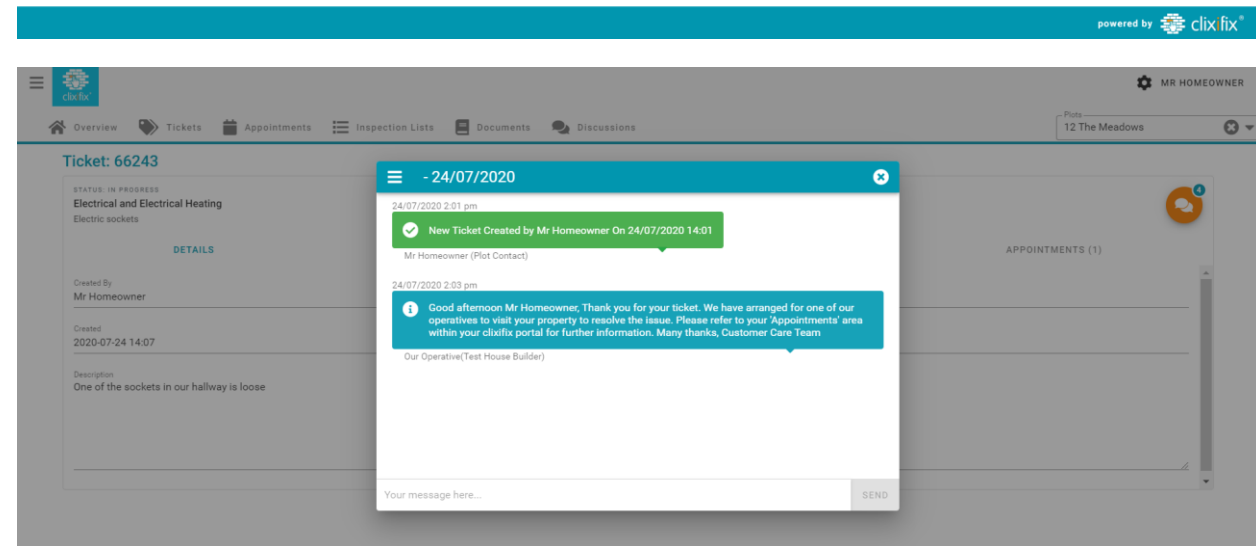 powered by clixifix®
clixifix®
MR HOMEOWNER
Overview Tickets Appointments Inspection Lists Documents Discussions
Plots
12 The Meadows
Ticket: 66243
STATUS: IN PROGRESS
Electrical and Electrical Heating
Electric sockets
4
DETAILS
APPOINTMENTS (1)
Created By
Mr Homeowner
Created
2020-07-24 14:07
Description
One of the sockets in our hallway is loose
- 24/07/2020
24/07/2020 2:01 pm
New Ticket Created by Mr Homeowner On 24/07/2020 14:01
Mr Homeowner (Plot Contact)
24/07/2020 2:03 pm
Good afternoon Mr Homeowner, Thank you for your ticket. We have arranged for one of our
operatives to visit your property to resolve the issue. Please refer to your 'Appointments' area
within your clixifix portal for further information. Many thanks, Customer Care Team
Our Operative(Test House Builder)
Your message here...
SEND